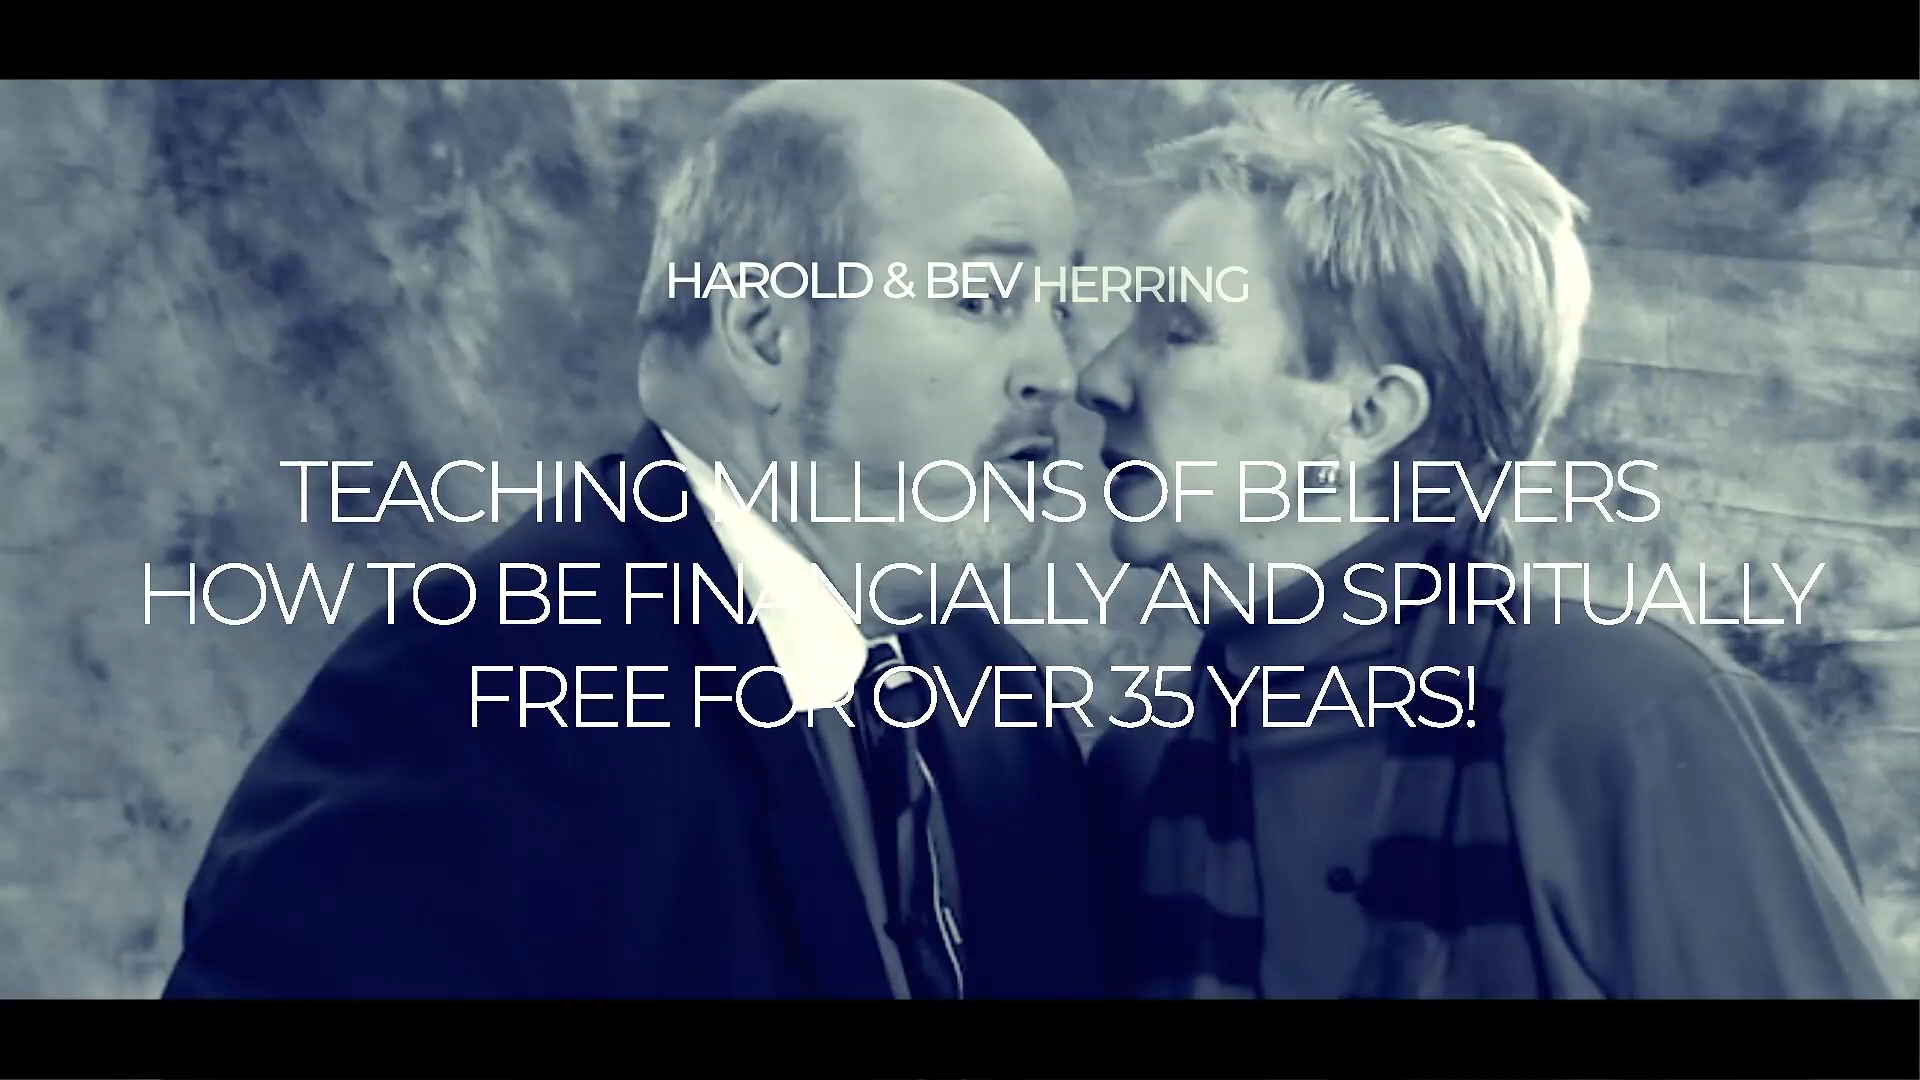 HAROLD & BEV HERRING
TEACHING MILLIONS OF BELIEVERS
HOW TO BE FINANCIALLY AND SPIRITUALLY
FREE FOR OVER 35 YEARS!